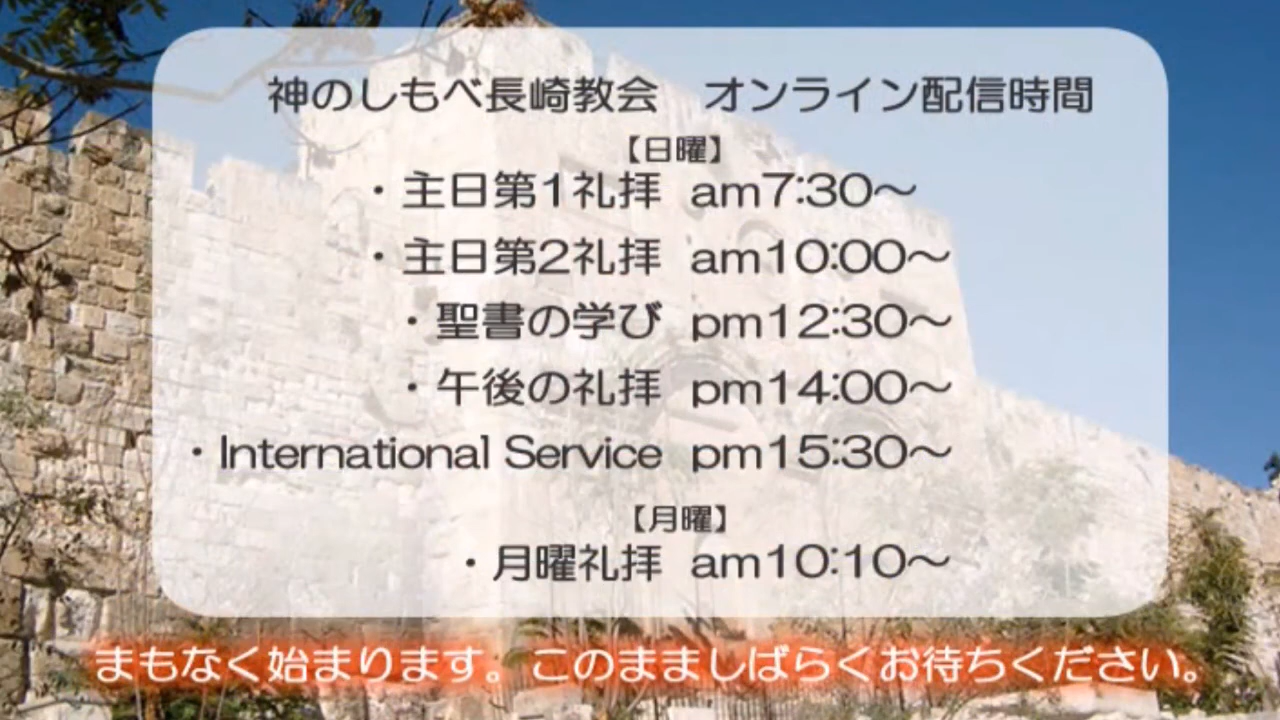 神のしもべ長崎教会　オンライン配信時間
【日曜】
・主日第1礼拝 am7:30〜
・主日第2礼拝 am10:00〜
・聖書の学び pm12:30〜
・午後の礼拝 pm14:00〜
・International Service pm15:30〜
【月曜】
・月曜礼拝 am10:10〜
まもなく始まります。このまましばらくお待ちください。